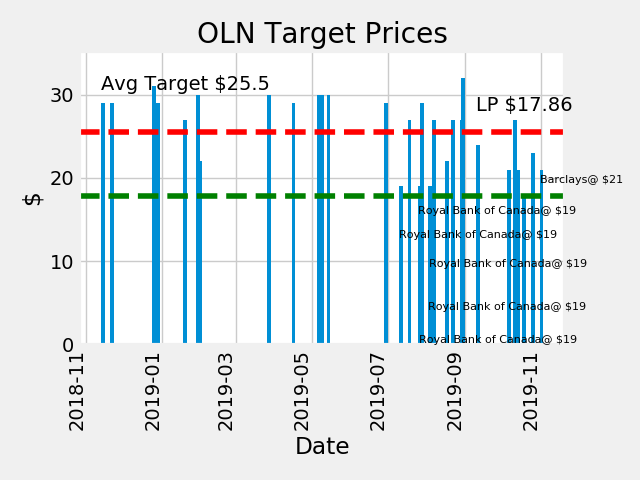 OLN Target Prices
Avg Target $25.5
LP $17.86
30
20
10
0
$
Barclays@ $21
Royal Bank of Canada@ $19
Royal Bank of Canada@ $19
Royal Bank of Canada@ $19
Royal Bank of Canada@ $19
Royal Bank of Canada@ $19
2018-11
2019-01
2019-03
2019-05
2019-07
2019-09
2019-11
Date